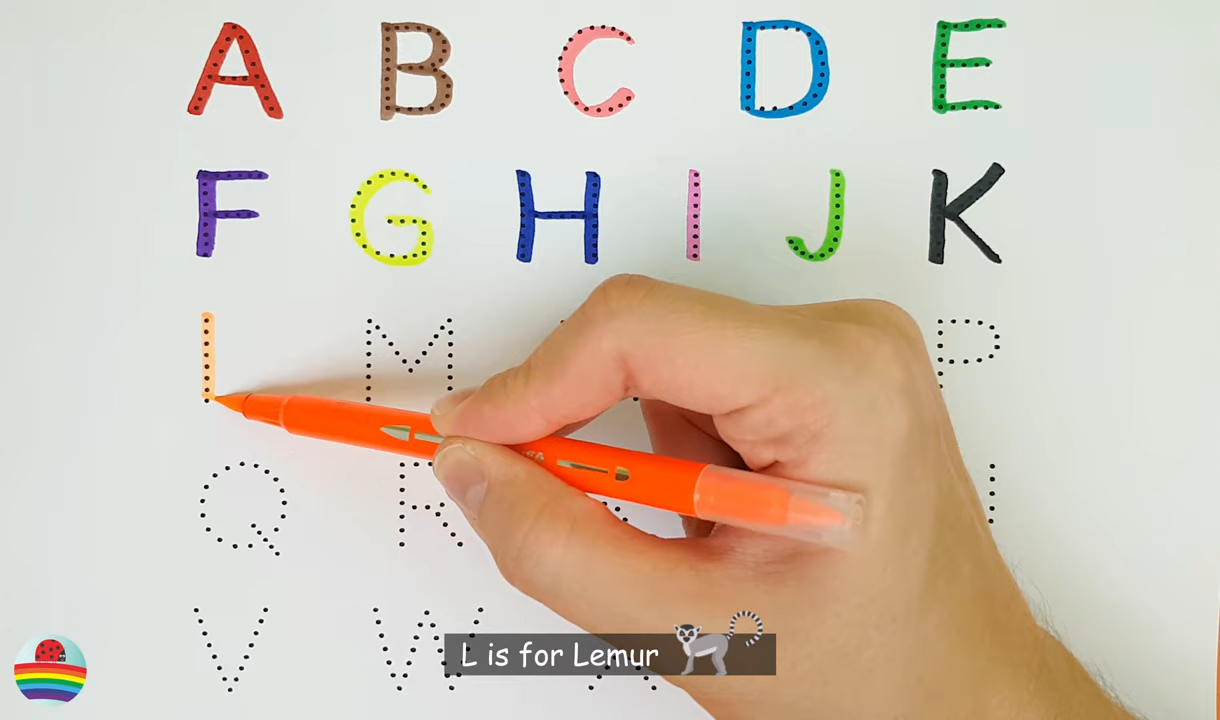 A B C D E
F G H I J K
L M P
Q R
V W
L is for Lemur